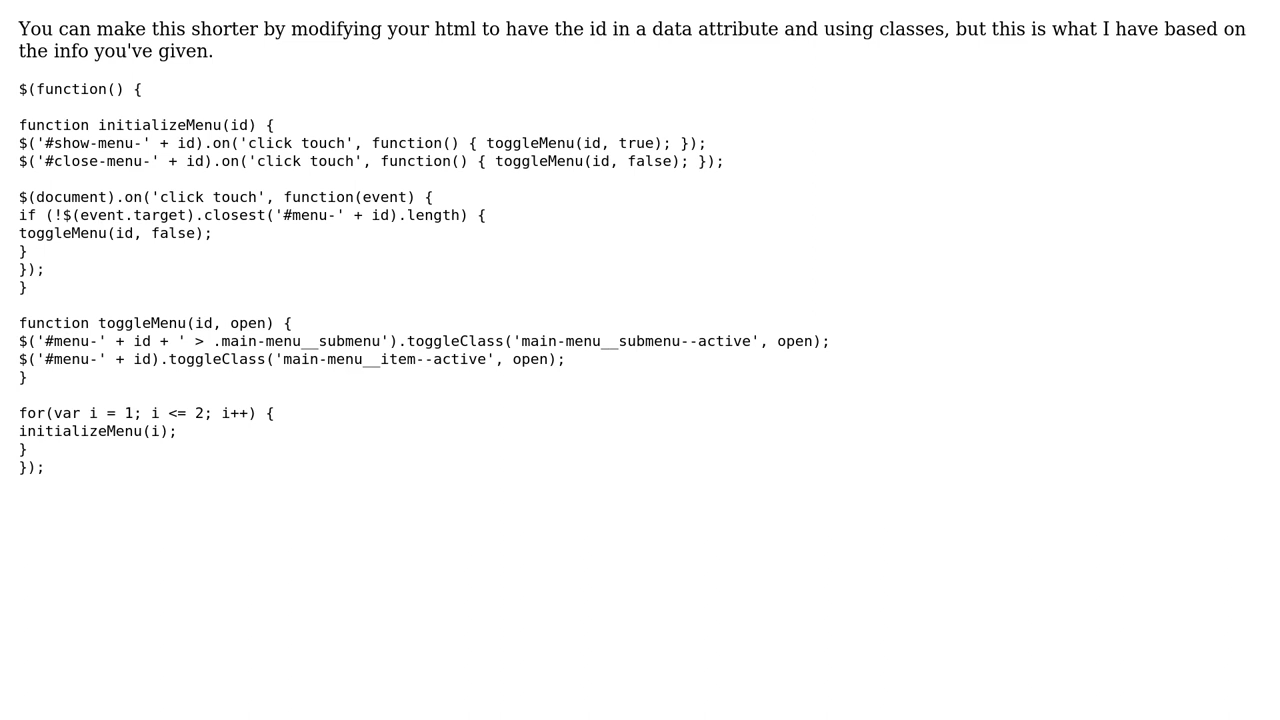 You can make this shorter by modifying your html to have the id in a data attribute and using classes, but this is what I have based on
the info you've given.
$(function() {
function initializeMenu(id) {
$('#show-menu-' + id).on('click touch', function() { toggleMenu(id, true); });
$('#close-menu-' + id).on('click touch', function() { toggleMenu(id, false); });
$(document).on('click touch', function(event) {
if (!$(event.target).closest('#menu-' + id).length) {
toggleMenu(id, false);
}
});
}
function toggleMenu(id, open) {
$('#menu-' + id + ' > .main-menu__submenu').toggleClass('main-menu__submenu--active', open);
$('#menu-' + id).toggleClass('main-menu__item--active', open);
}
for(var i = 1; i <= 2; i++) {
initializeMenu(i);
}
});